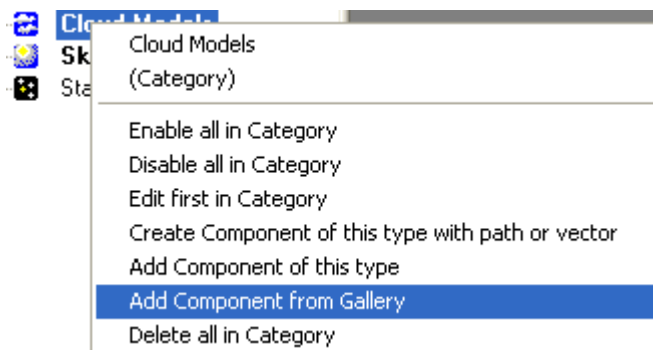 Cloud Models
Sk
Sta
Cloud Models
(Category)
Enable all in Category
Disable all in Category
Edit first in Category
Create Component of this type with path or vector
Add Component of this type
Add Component from Gallery
Delete all in Category